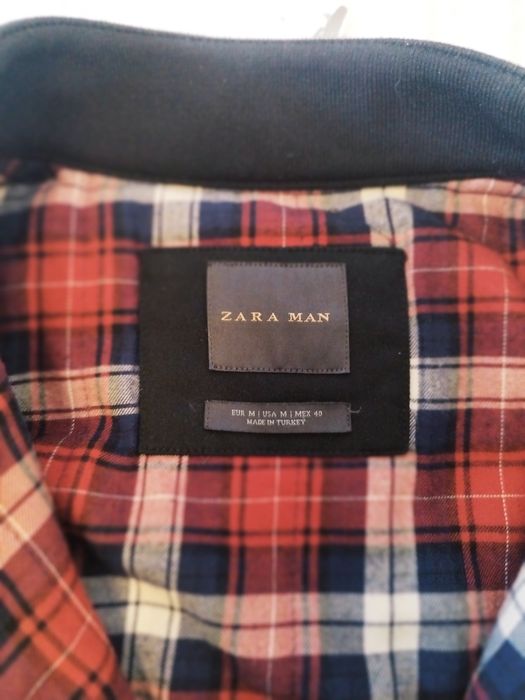 ZARA MAN
EUR M | USA M | MEX 40
MADE IN TURKEY